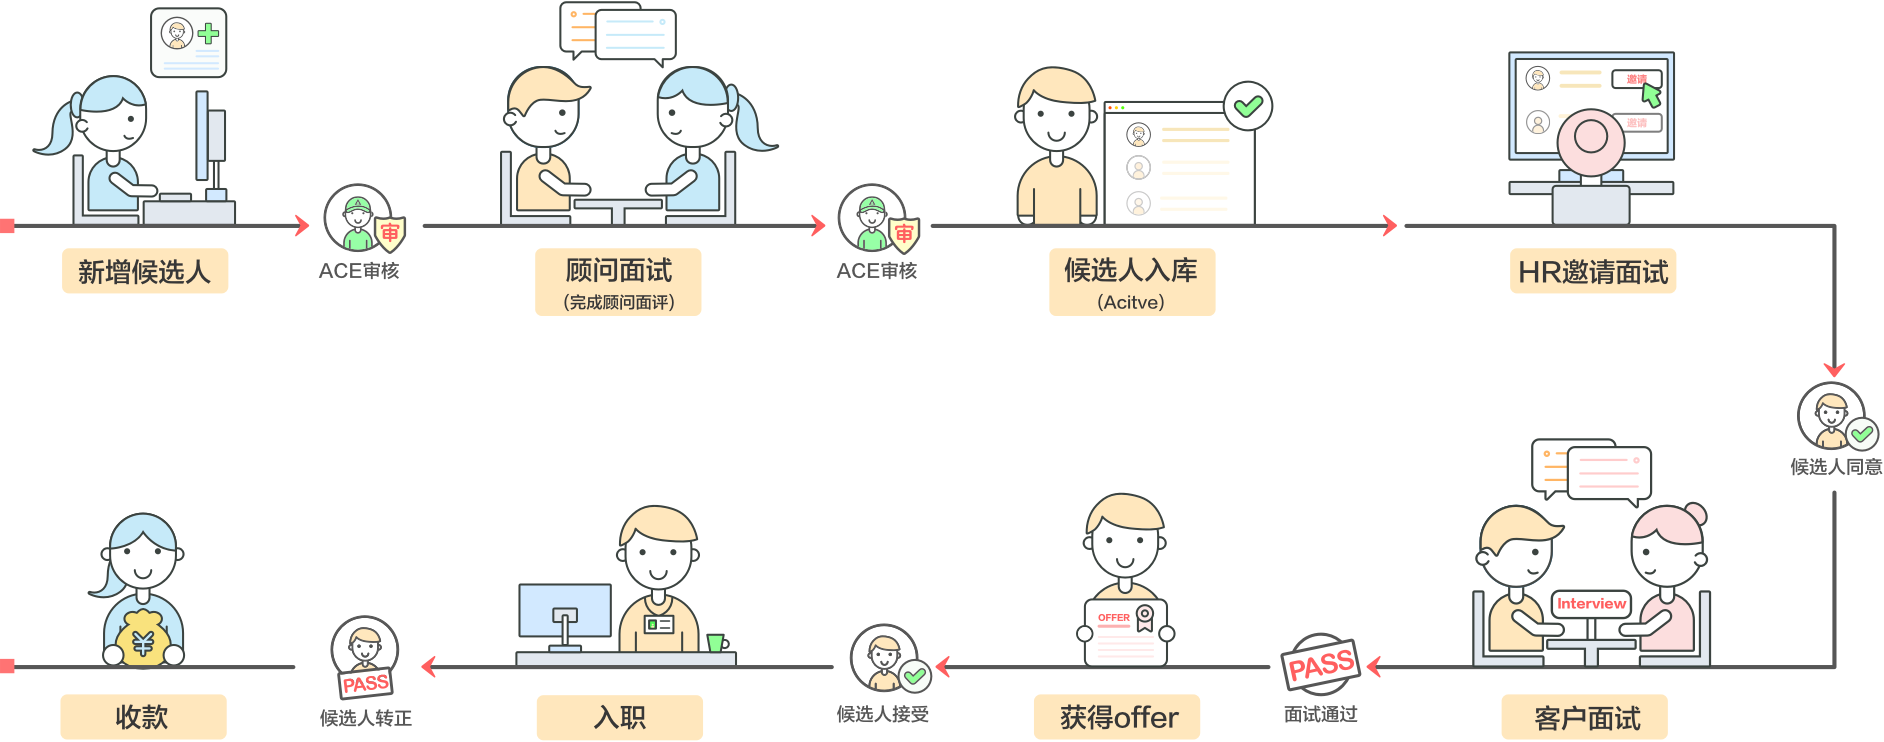 邀请
邀请
审
审
新增候选人
ACE审核
顾问面试
(完成顾问面评)
ACE审核
候选人入库
(Acitve)
HR邀请面试
候选人同意
Interview
客户面试
PASS
面试通过
OFFER
获得offer
候选人接受
入职
PASS
候选人转正
¥
收款